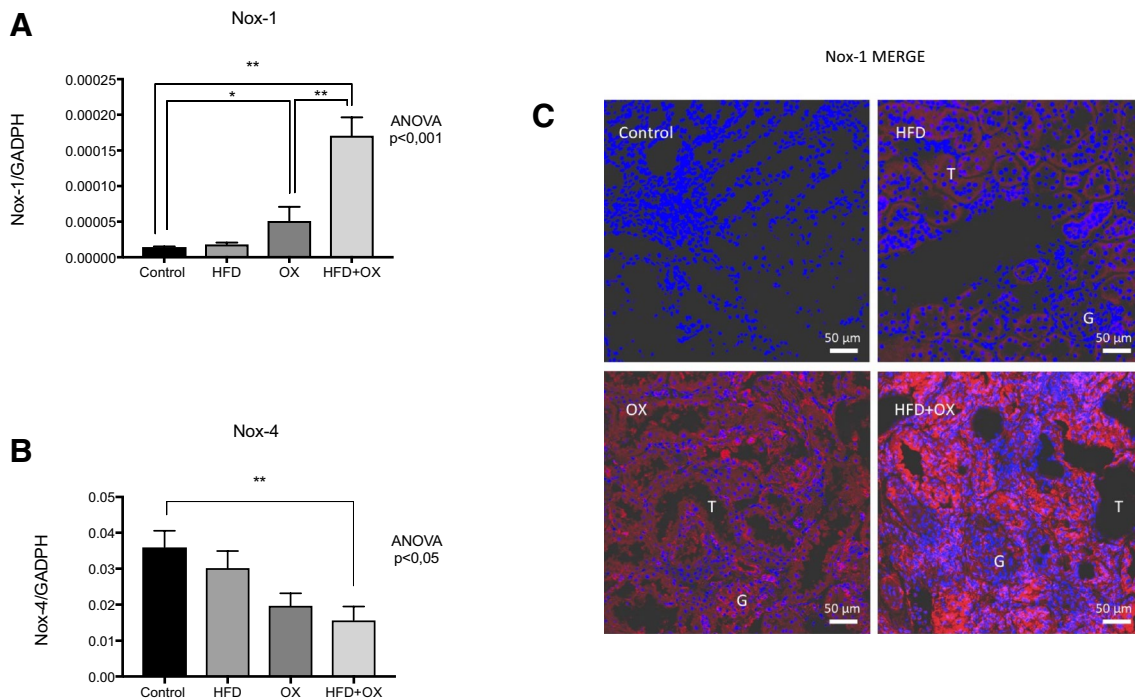 A
Nox-1
Nox-1/GADPH
0.00025
0.00020
0.00015
0.00010
0.00005
0.00000
**
*
**
ANOVA
p<0,001
Control HFD OX HFD+OX
B
Nox-4
Nox-4/GADPH
0.05
0.04
0.03
0.02
0.01
0.00
**
ANOVA
p<0,05
Control HFD OX HFD+OX
C
Nox-1 MERGE
Control
50 μm
HFD
T
G
50 μm
OX
T
G
50 μm
HFD+OX
T
G
50 μm